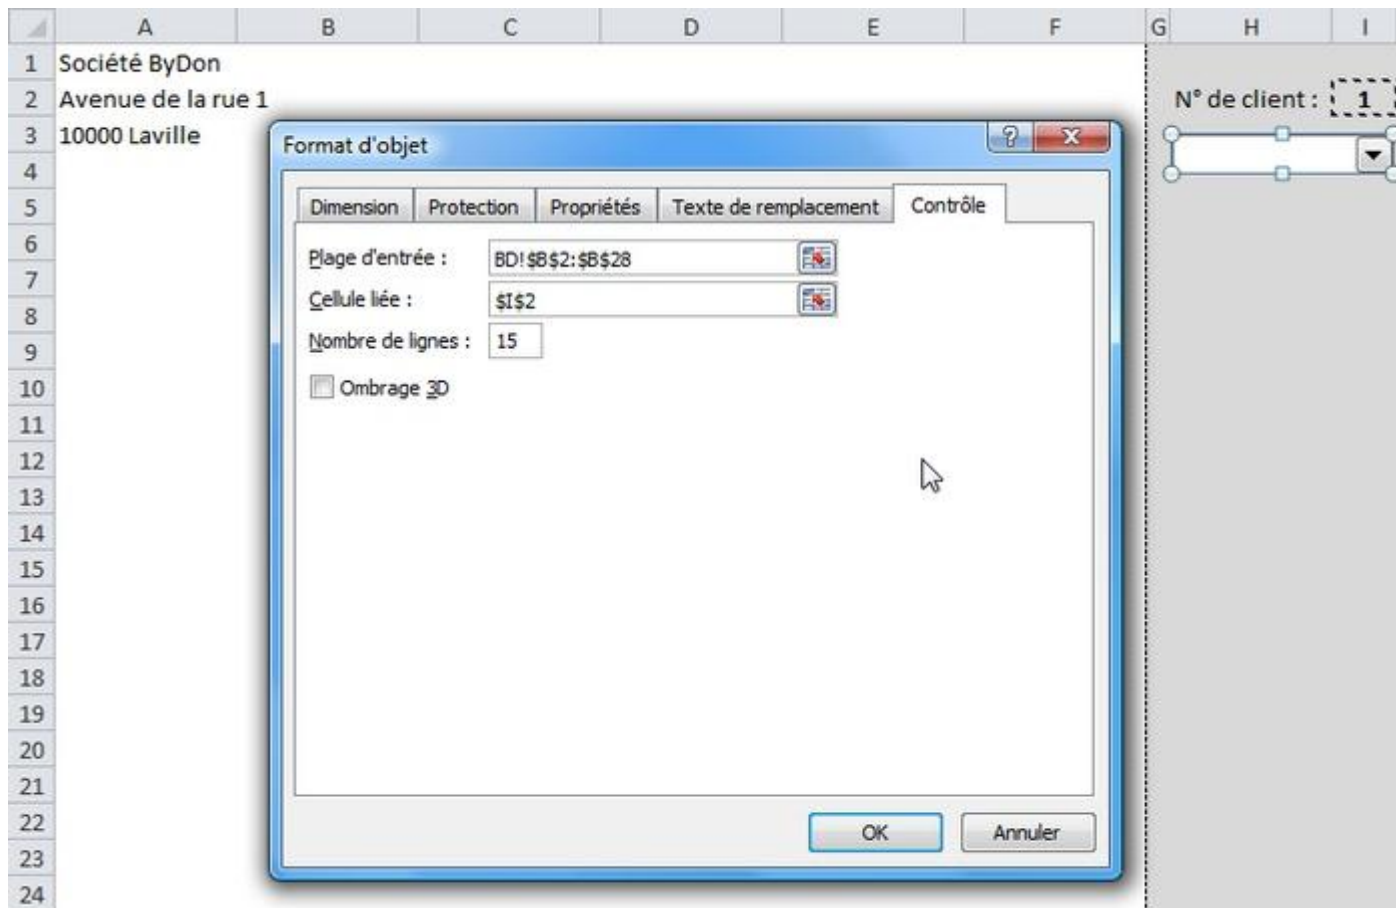 A B C D E F G H I
1 Société ByDon
2 Avenue de la rue 1 N° de client : 1
3 10000 Laville
Format d'objet
4
5 Dimension Protection Propriétés Texte de remplacement Contrôle
6 Plage d'entrée : BD!$B$2:$B$28
7
8 Cellule liée : $I$2
9 Nombre de lignes : 15
10 Ombrage 3D
11
12
13
14
15
16
17
18
19
20
21
22 OK Annuler
23
24